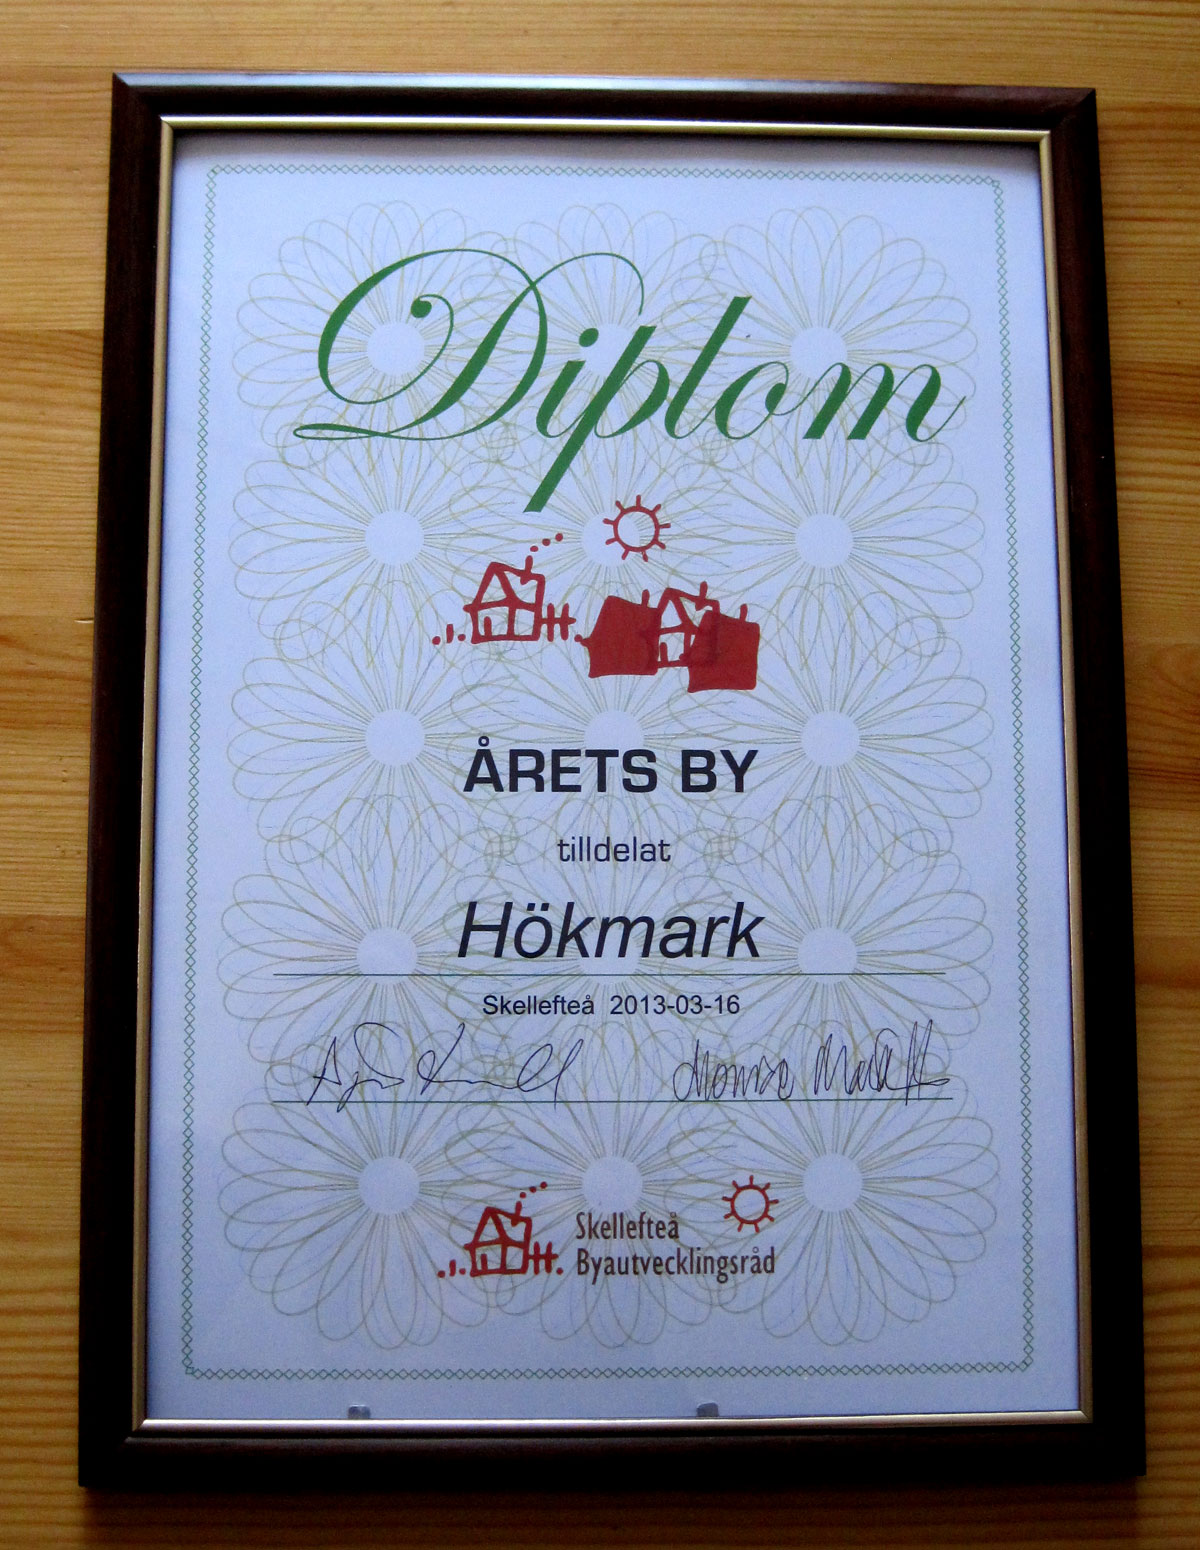 Diplom
ÅRETS BY
tilldelat
Hökmark
Skellefteå 2013-03-16
Skellefteå
Byautvecklingsråd